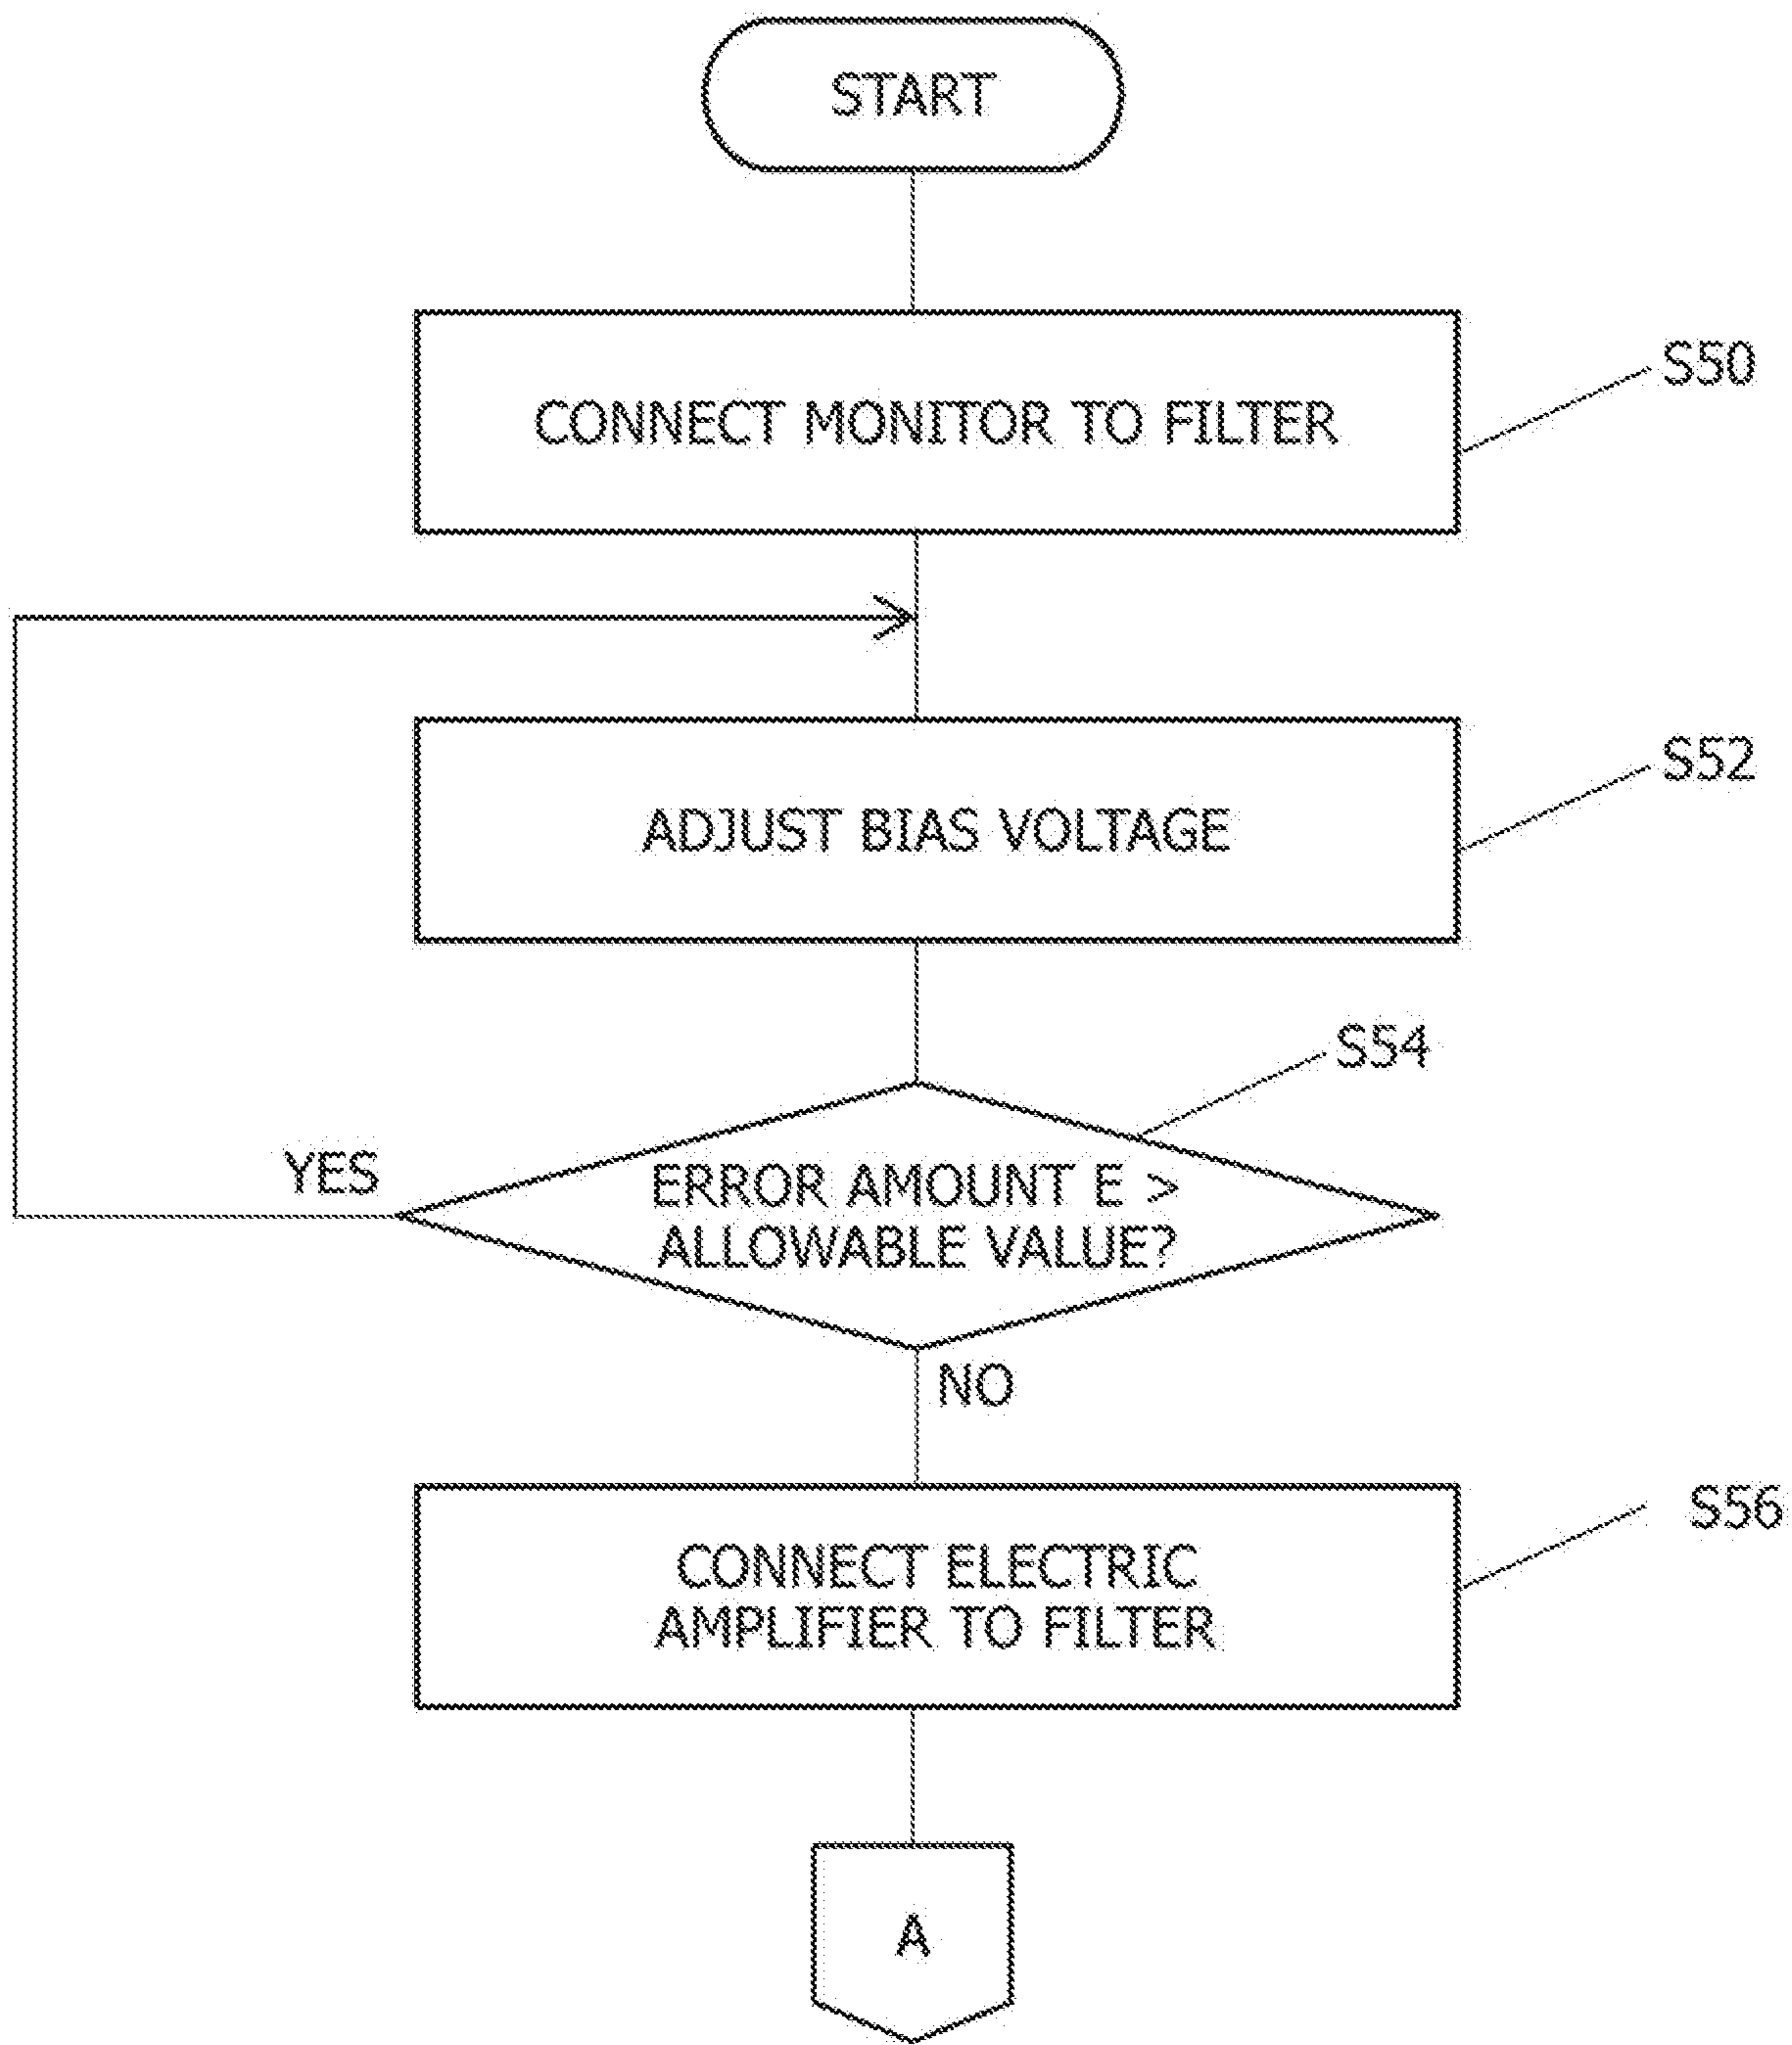 START
CONNECT MONITOR TO FILTER
S50
ADJUST BIAS VOLTAGE
S52
S54
YES
ERROR AMOUNT E >
ALLOWABLE VALUE?
NO
CONNECT ELECTRIC
AMPLIFIER TO FILTER
S56
A